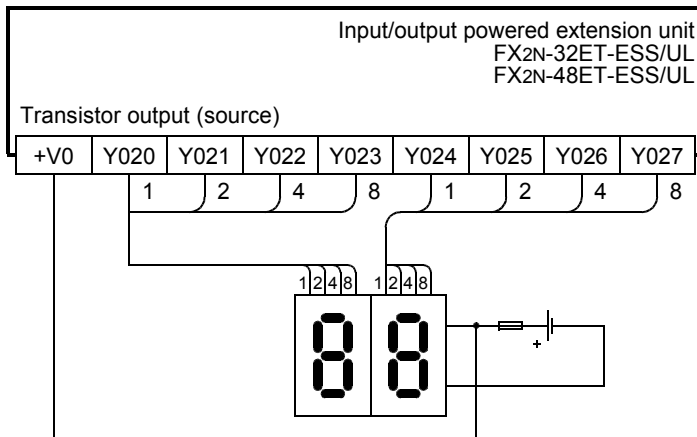 Input/output powered extension unit
FX2N-32ET-ESS/UL
FX2N-48ET-ESS/UL
Transistor output (source)
+V0 Y020 Y021 Y022 Y023 Y024 Y025 Y026 Y027
1 2 4 8 1 2 4 8
1 2 4 8 1 2 4 8
8 8
+